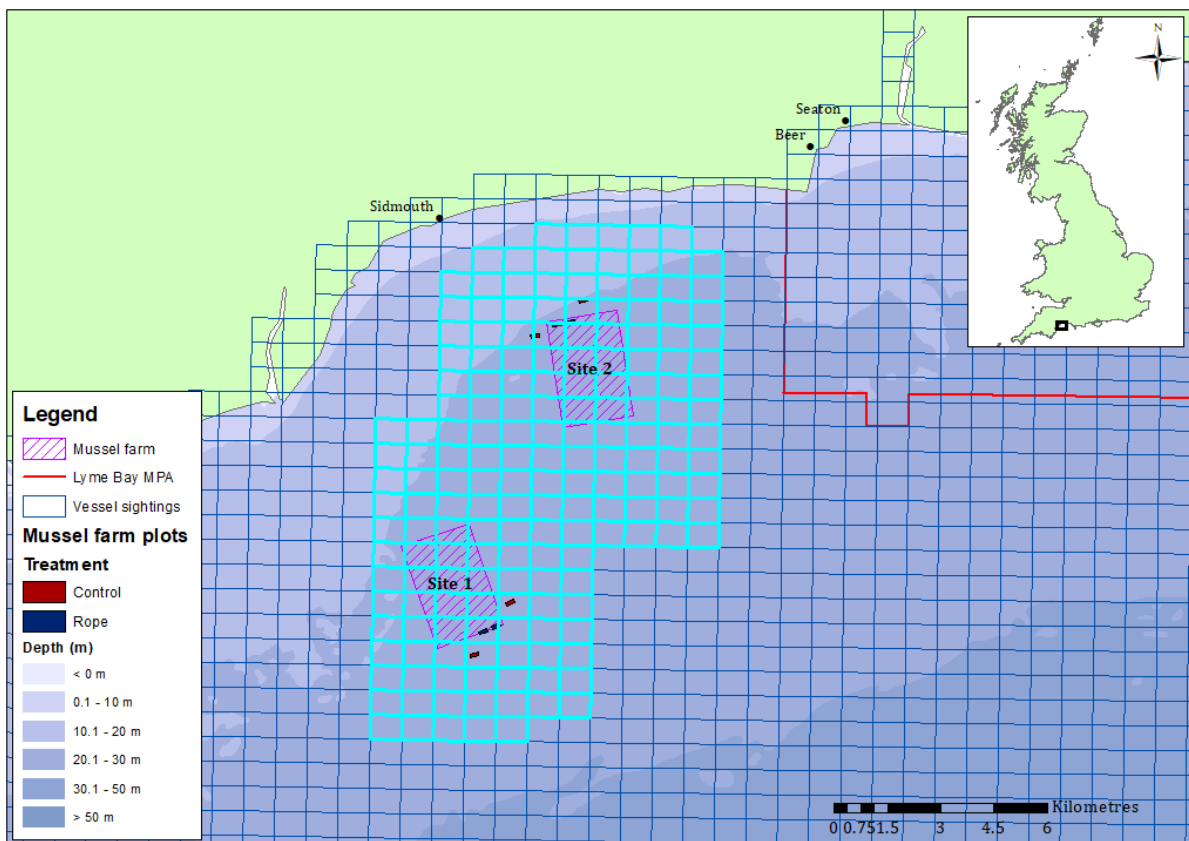 N
Seaton
Beer
Sidmouth
Site 2
Site 1
Legend
Mussel farm
Lyme Bay MPA
Vessel sightings
Mussel farm plots
Treatment
Control
Rope
Depth (m)
< 0 m
0.1 - 10 m
10.1 - 20 m
20.1 - 30 m
30.1 - 50 m
> 50 m
Kilometres
0 0.75 1.5 3 4.5 6